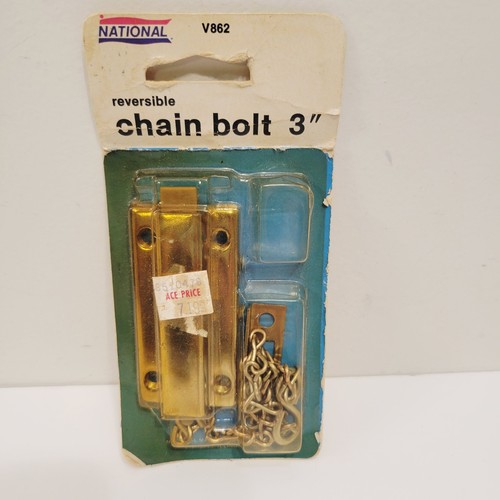 NATIONAL
V862
reversible
chain bolt 3"
ACE PRICE